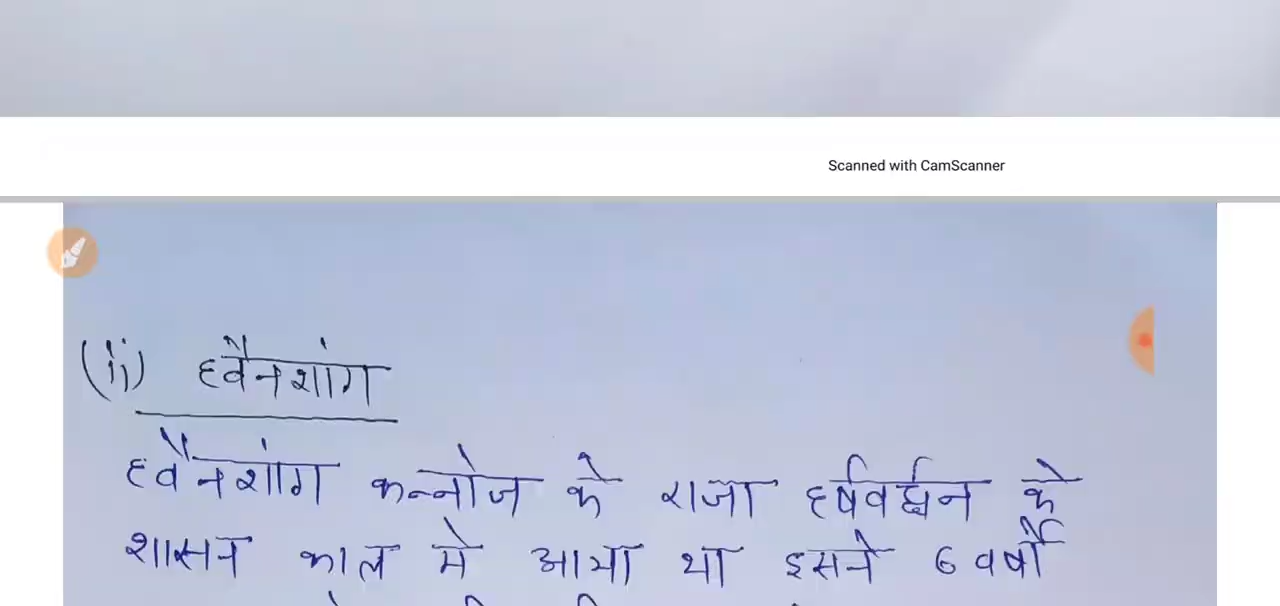 Scanned with CamScanner
(ii) ह्वैनशांग
ह्वैनशांग कन्नोज के राजा हर्षवर्द्धन के
शासन काल मे आया था इसने 6 वर्षो